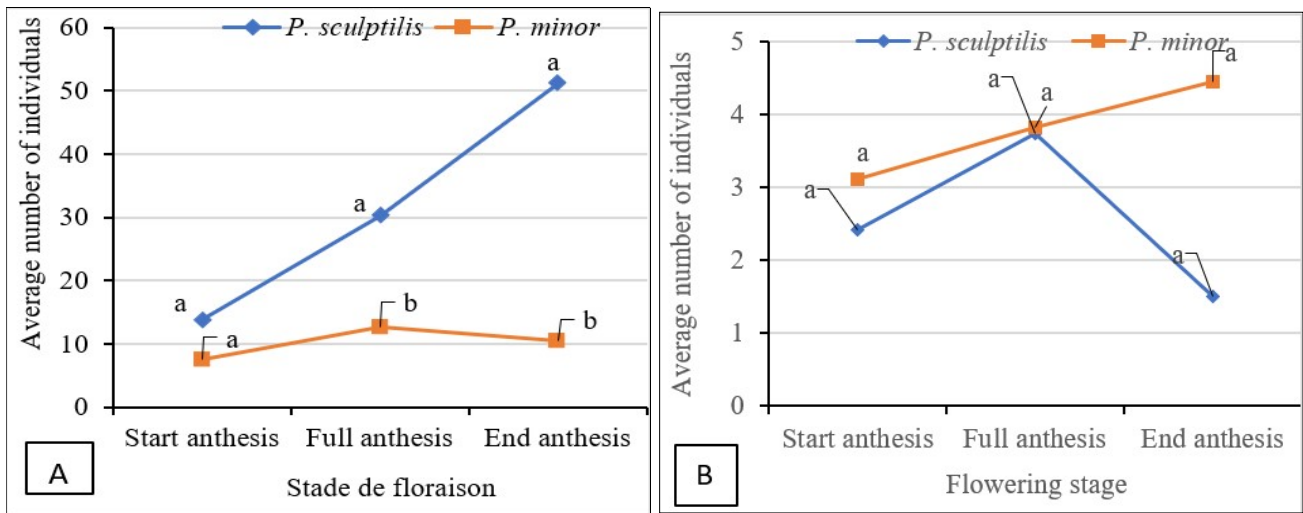 P. sculptilis P. minor
Average number of individuals
60
50
40
30
20
10
0
a
a
a
a
b
b
Start anthesis Full anthesis End anthesis
Stade de floraison
A
P. sculptilis P. minor
Average number of individuals
5
4
3
2
1
0
a
a
a
a
a
a
Start anthesis Full anthesis End anthesis
Flowering stage
B